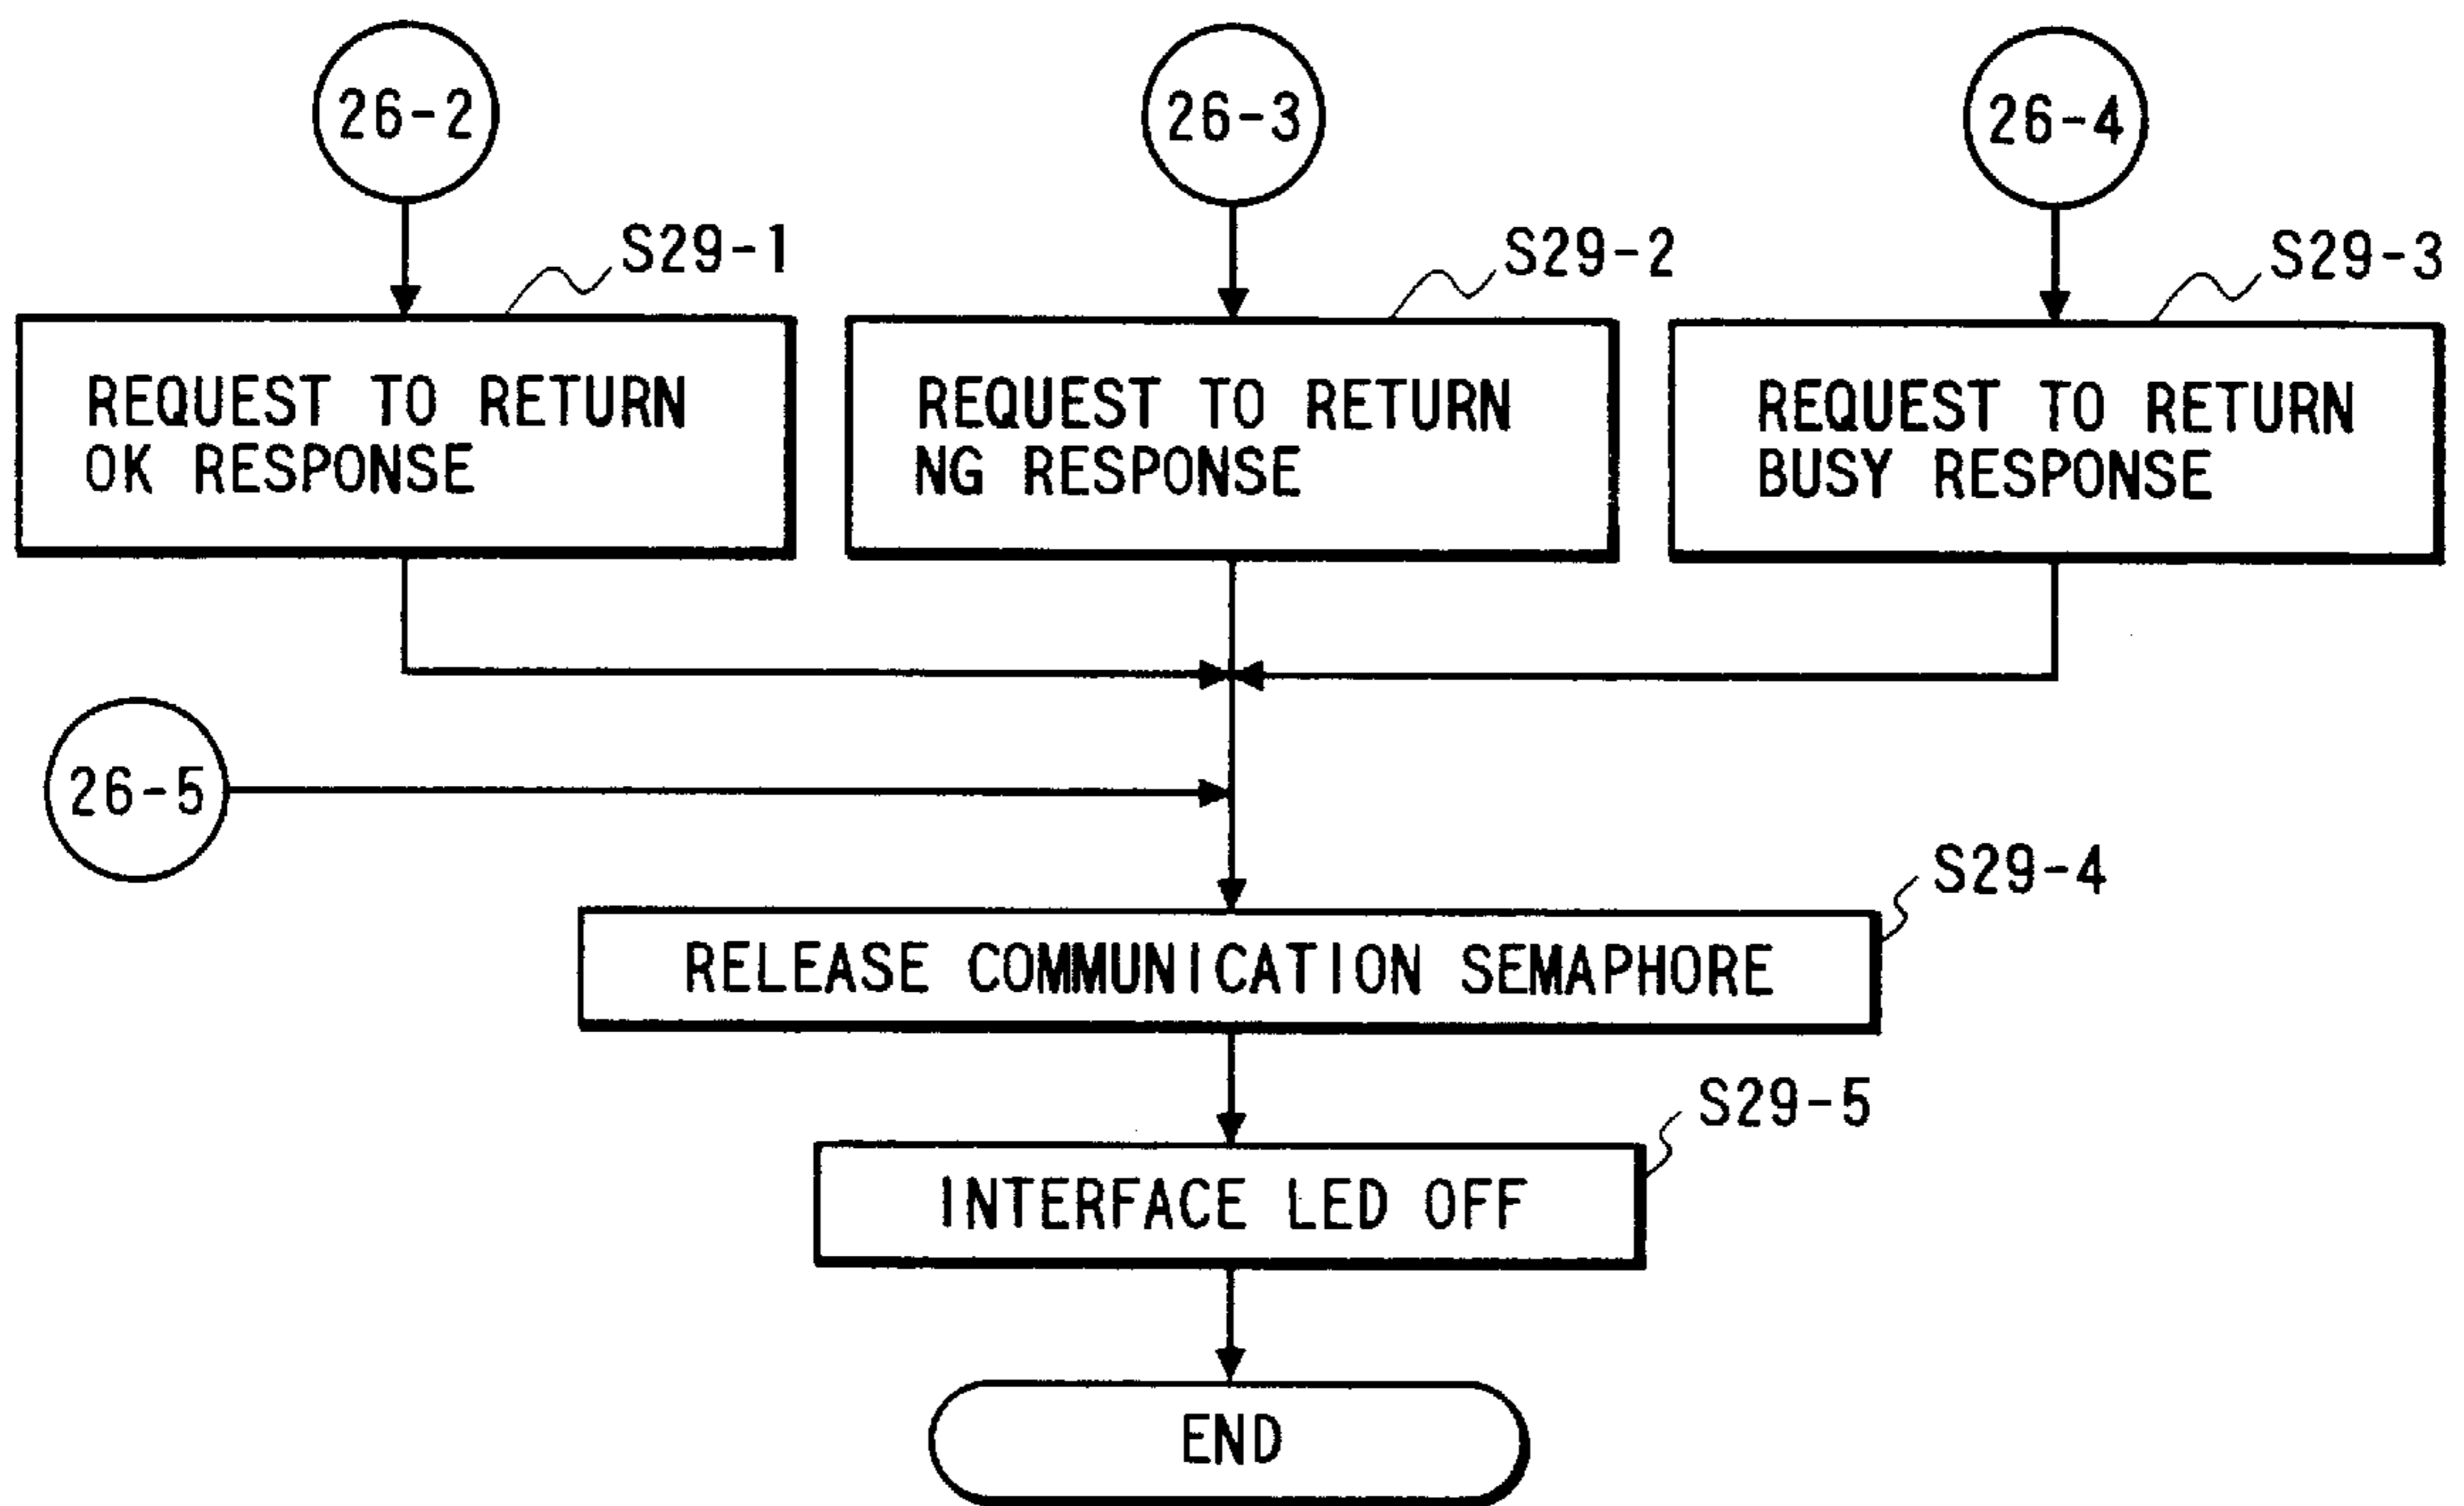 26-2
26-3
26-4
S29-1
S29-2
S29-3
REQUEST TO RETURN
OK RESPONSE
REQUEST TO RETURN
NG RESPONSE
REQUEST TO RETURN
BUSY RESPONSE
26-5
S29-4
RELEASE COMMUNICATION SEMAPHORE
S29-5
INTERFACE LED OFF
END